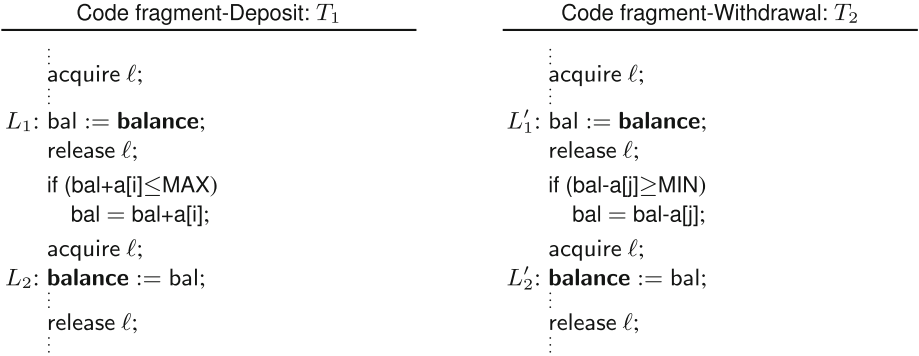 Code fragment-Deposit: T₁
⋮
acquire ℓ;
⋮
L₁: bal := balance;
release ℓ;
if (bal+a[i]≤MAX)
bal = bal+a[i];
acquire ℓ;
L₂: balance := bal;
⋮
release ℓ;
⋮
Code fragment-Withdrawal: T₂
⋮
acquire ℓ;
⋮
L′₁: bal := balance;
release ℓ;
if (bal-a[j]≥MIN)
bal = bal-a[j];
acquire ℓ;
L′₂: balance := bal;
⋮
release ℓ;
⋮